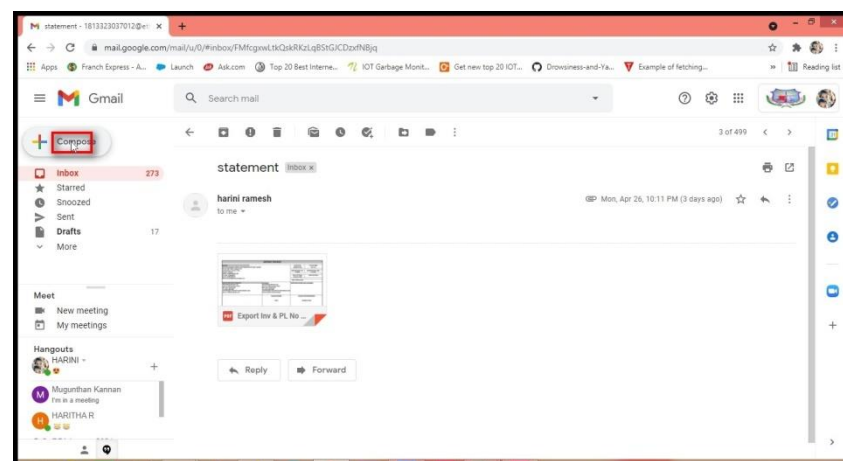 statement - 1813323037012@et
mail.google.com/mail/u/0/#inbox/FMfcgxwLtkQskRKzLqBStGJCDzxfNBjq
Apps Franch Express - A... Launch Ask.com Top 20 Best Interne... IOT Garbage Monit... Get new top 20 IOT... Drowsiness-and-Ya... Example of fetching... » Reading list
Gmail Search mail
Compose 3 of 499
statement Inbox x
Inbox 273
Starred
Snoozed
Sent
Drafts 17
More
harini ramesh Mon, Apr 26, 10:11 PM (3 days ago)
to me
PDF Export Inv & PL No ...
Reply Forward
Meet
New meeting
My meetings
Hangouts
HARINI
M Mugunthan Kannan
I'm in a meeting
H HARITHA R